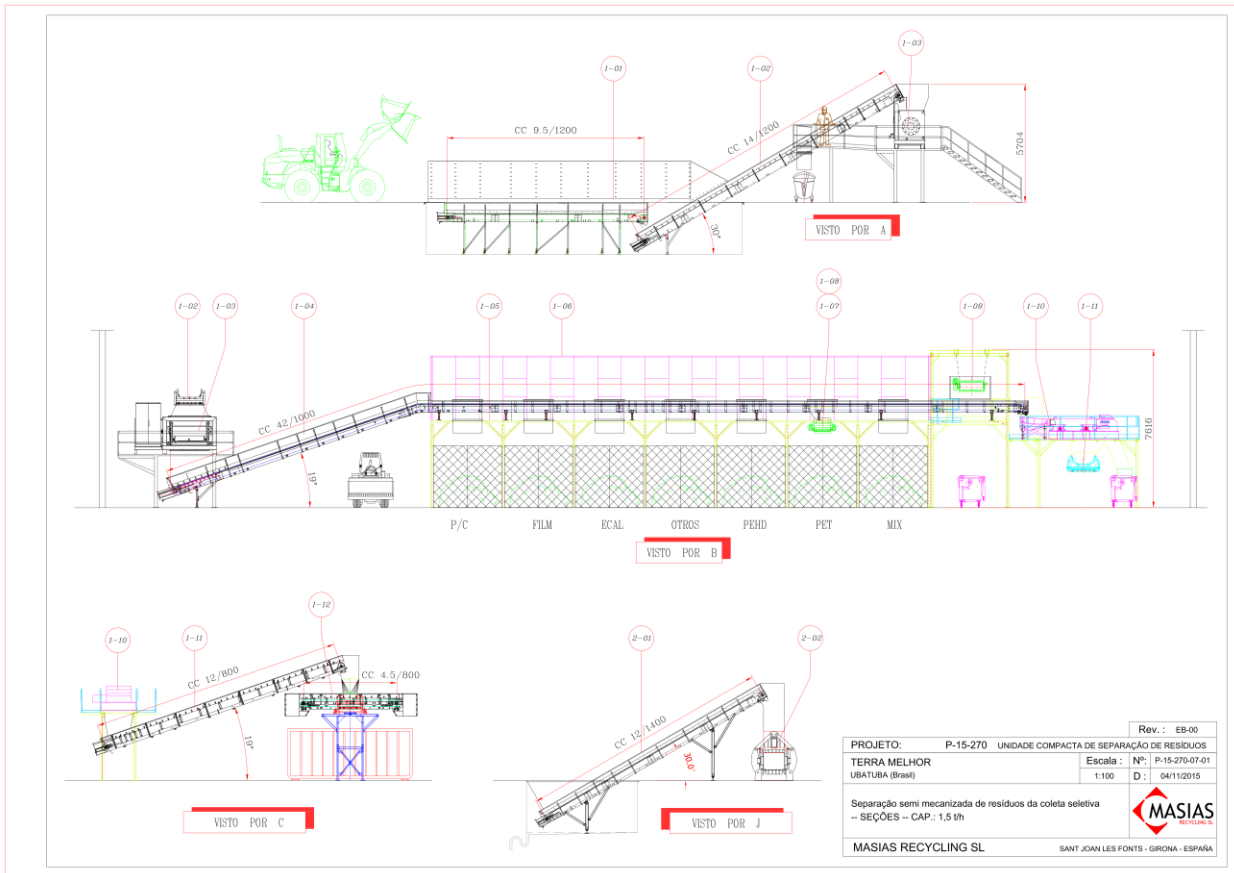 1-01
1-02
1-03
CC 9.5/1200
CC 14/1200
30°
5704
VISTO POR A
1-02
1-03
1-04
1-05
1-06
1-08
1-07
1-09
1-10
1-11
CC 42/1000
19°
7616
P/C
FILM
ECAL
OTROS
PEHD
PET
MIX
VISTO POR B
1-10
1-11
1-12
CC 12/800
CC 4.5/800
19°
VISTO POR C
2-01
2-02
CC 12/1400
30.0°
VISTO POR J
Rev. : EB-00
PROJETO: P-15-270 UNIDADE COMPACTA DE SEPARAÇÃO DE RESÍDUOS
TERRA MELHOR
UBATUBA (Brasil)
Escala : Nº: P-15-270-07-01
1:100 D : 04/11/2015
Separação semi mecanizada de resíduos da coleta seletiva
-- SEÇÕES -- CAP.: 1,5 t/h
MASIAS
RECYCLING SL
MASIAS RECYCLING SL SANT JOAN LES FONTS - GIRONA - ESPAÑA